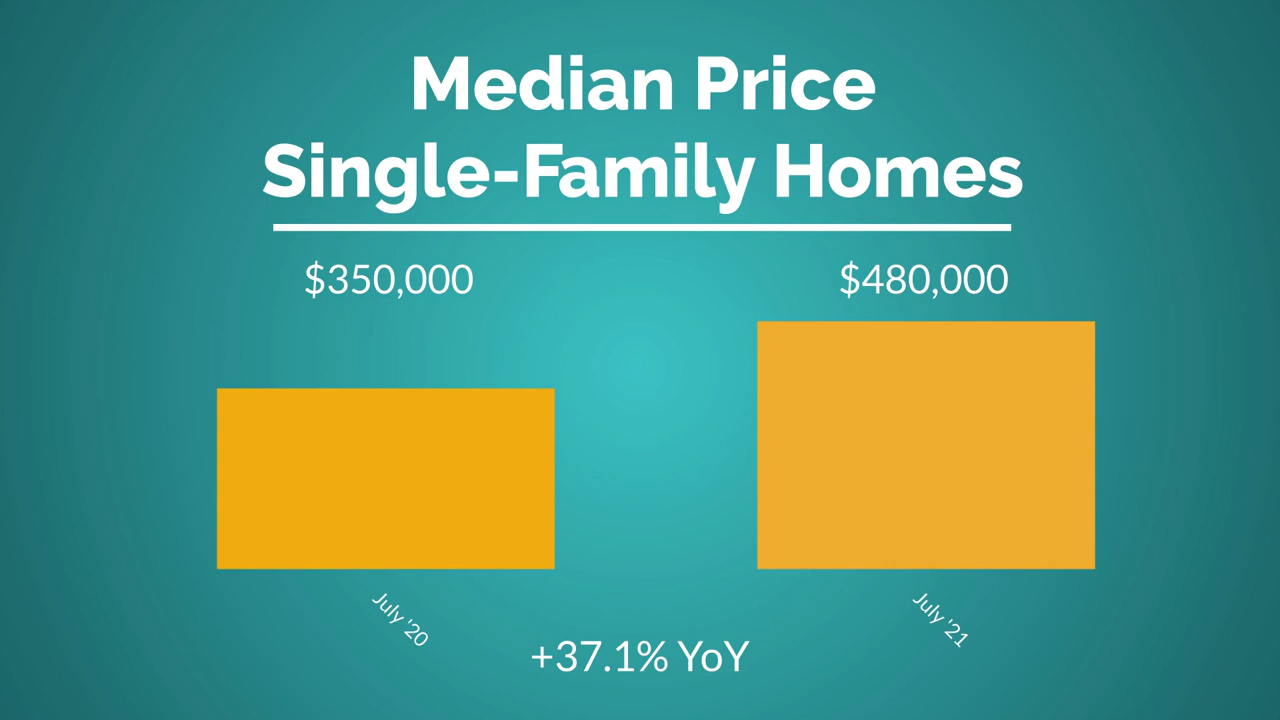 Median Price
Single-Family Homes
$350,000
$480,000
July '20
July '21
+37.1% YoY